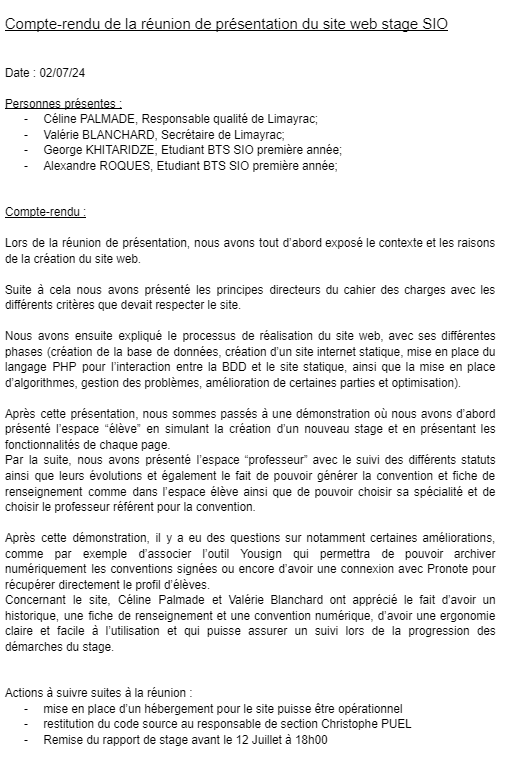 Compte-rendu de la réunion de présentation du site web stage SIO
Date : 02/07/24
Personnes présentes :
- Céline PALMADE, Responsable qualité de Limayrac;
- Valérie BLANCHARD, Secrétaire de Limayrac;
- George KHITARIDZE, Etudiant BTS SIO première année;
- Alexandre ROQUES, Etudiant BTS SIO première année;
Compte-rendu :
Lors de la réunion de présentation, nous avons tout d'abord exposé le contexte et les raisons
de la création du site web.
Suite à cela nous avons présenté les principes directeurs du cahier des charges avec les
différents critères que devait respecter le site.
Nous avons ensuite expliqué le processus de réalisation du site web, avec ses différentes
phases (création de la base de données, création d'un site internet statique, mise en place du
langage PHP pour l'interaction entre la BDD et le site statique, ainsi que la mise en place
d'algorithmes, gestion des problèmes, amélioration de certaines parties et optimisation).
Après cette présentation, nous sommes passés à une démonstration où nous avons d'abord
présenté l'espace “élève” en simulant la création d'un nouveau stage et en présentant les
fonctionnalités de chaque page.
Par la suite, nous avons présenté l'espace “professeur” avec le suivi des différents statuts
ainsi que leurs évolutions et également le fait de pouvoir générer la convention et fiche de
renseignement comme dans l'espace élève ainsi que de pouvoir choisir sa spécialité et de
choisir le professeur référent pour la convention.
Après cette démonstration, il y a eu des questions sur notamment certaines améliorations,
comme par exemple d'associer l'outil Yousign qui permettra de pouvoir archiver
numériquement les conventions signées ou encore d'avoir une connexion avec Pronote pour
récupérer directement le profil d'élèves.
Concernant le site, Céline Palmade et Valérie Blanchard ont apprécié le fait d'avoir un
historique, une fiche de renseignement et une convention numérique, d'avoir une ergonomie
claire et facile à l'utilisation et qui puisse assurer un suivi lors de la progression des
démarches du stage.
Actions à suivre suites à la réunion :
- mise en place d'un hébergement pour le site puisse être opérationnel
- restitution du code source au responsable de section Christophe PUEL
- Remise du rapport de stage avant le 12 Juillet à 18h00